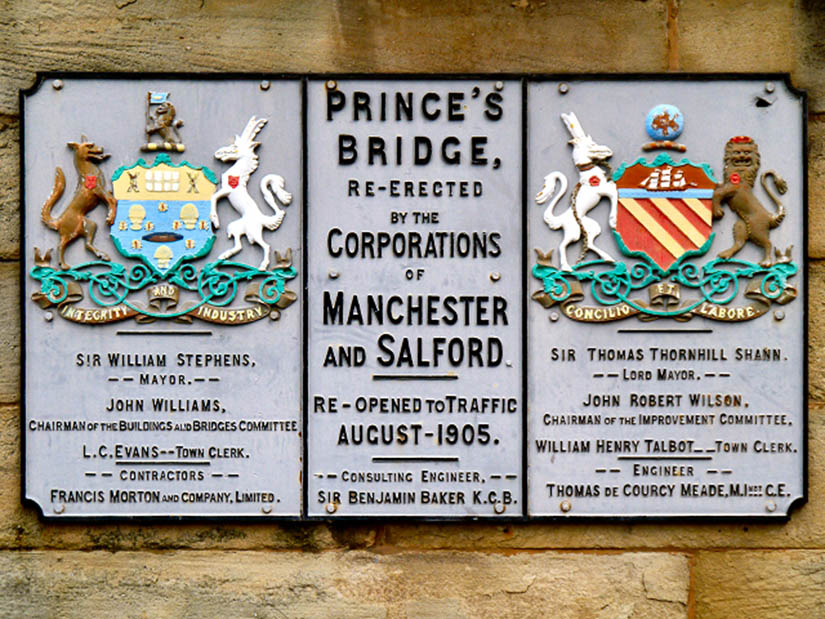 INTEGRITY AND INDUSTRY
SIR WILLIAM STEPHENS,
-- MAYOR. --
JOHN WILLIAMS,
CHAIRMAN OF THE BUILDINGS AND BRIDGES COMMITTEE
L.C. EVANS -- TOWN CLERK.
-- CONTRACTORS --
FRANCIS MORTON AND COMPANY, LIMITED.
PRINCE'S
BRIDGE,
RE-ERECTED
BY THE
CORPORATIONS
OF
MANCHESTER
AND SALFORD.
RE-OPENED TO TRAFFIC
AUGUST-1905.
-- CONSULTING ENGINEER, --
SIR BENJAMIN BAKER K.C.B.
CONCILIO ET LABORE.
SIR THOMAS THORNHILL SHANN.
-- LORD MAYOR. --
JOHN ROBERT WILSON,
CHAIRMAN OF THE IMPROVEMENT COMMITTEE,
WILLIAM HENRY TALBOT -- TOWN CLERK.
-- ENGINEER --
THOMAS DE COURCY MEADE, M.INST C.E.